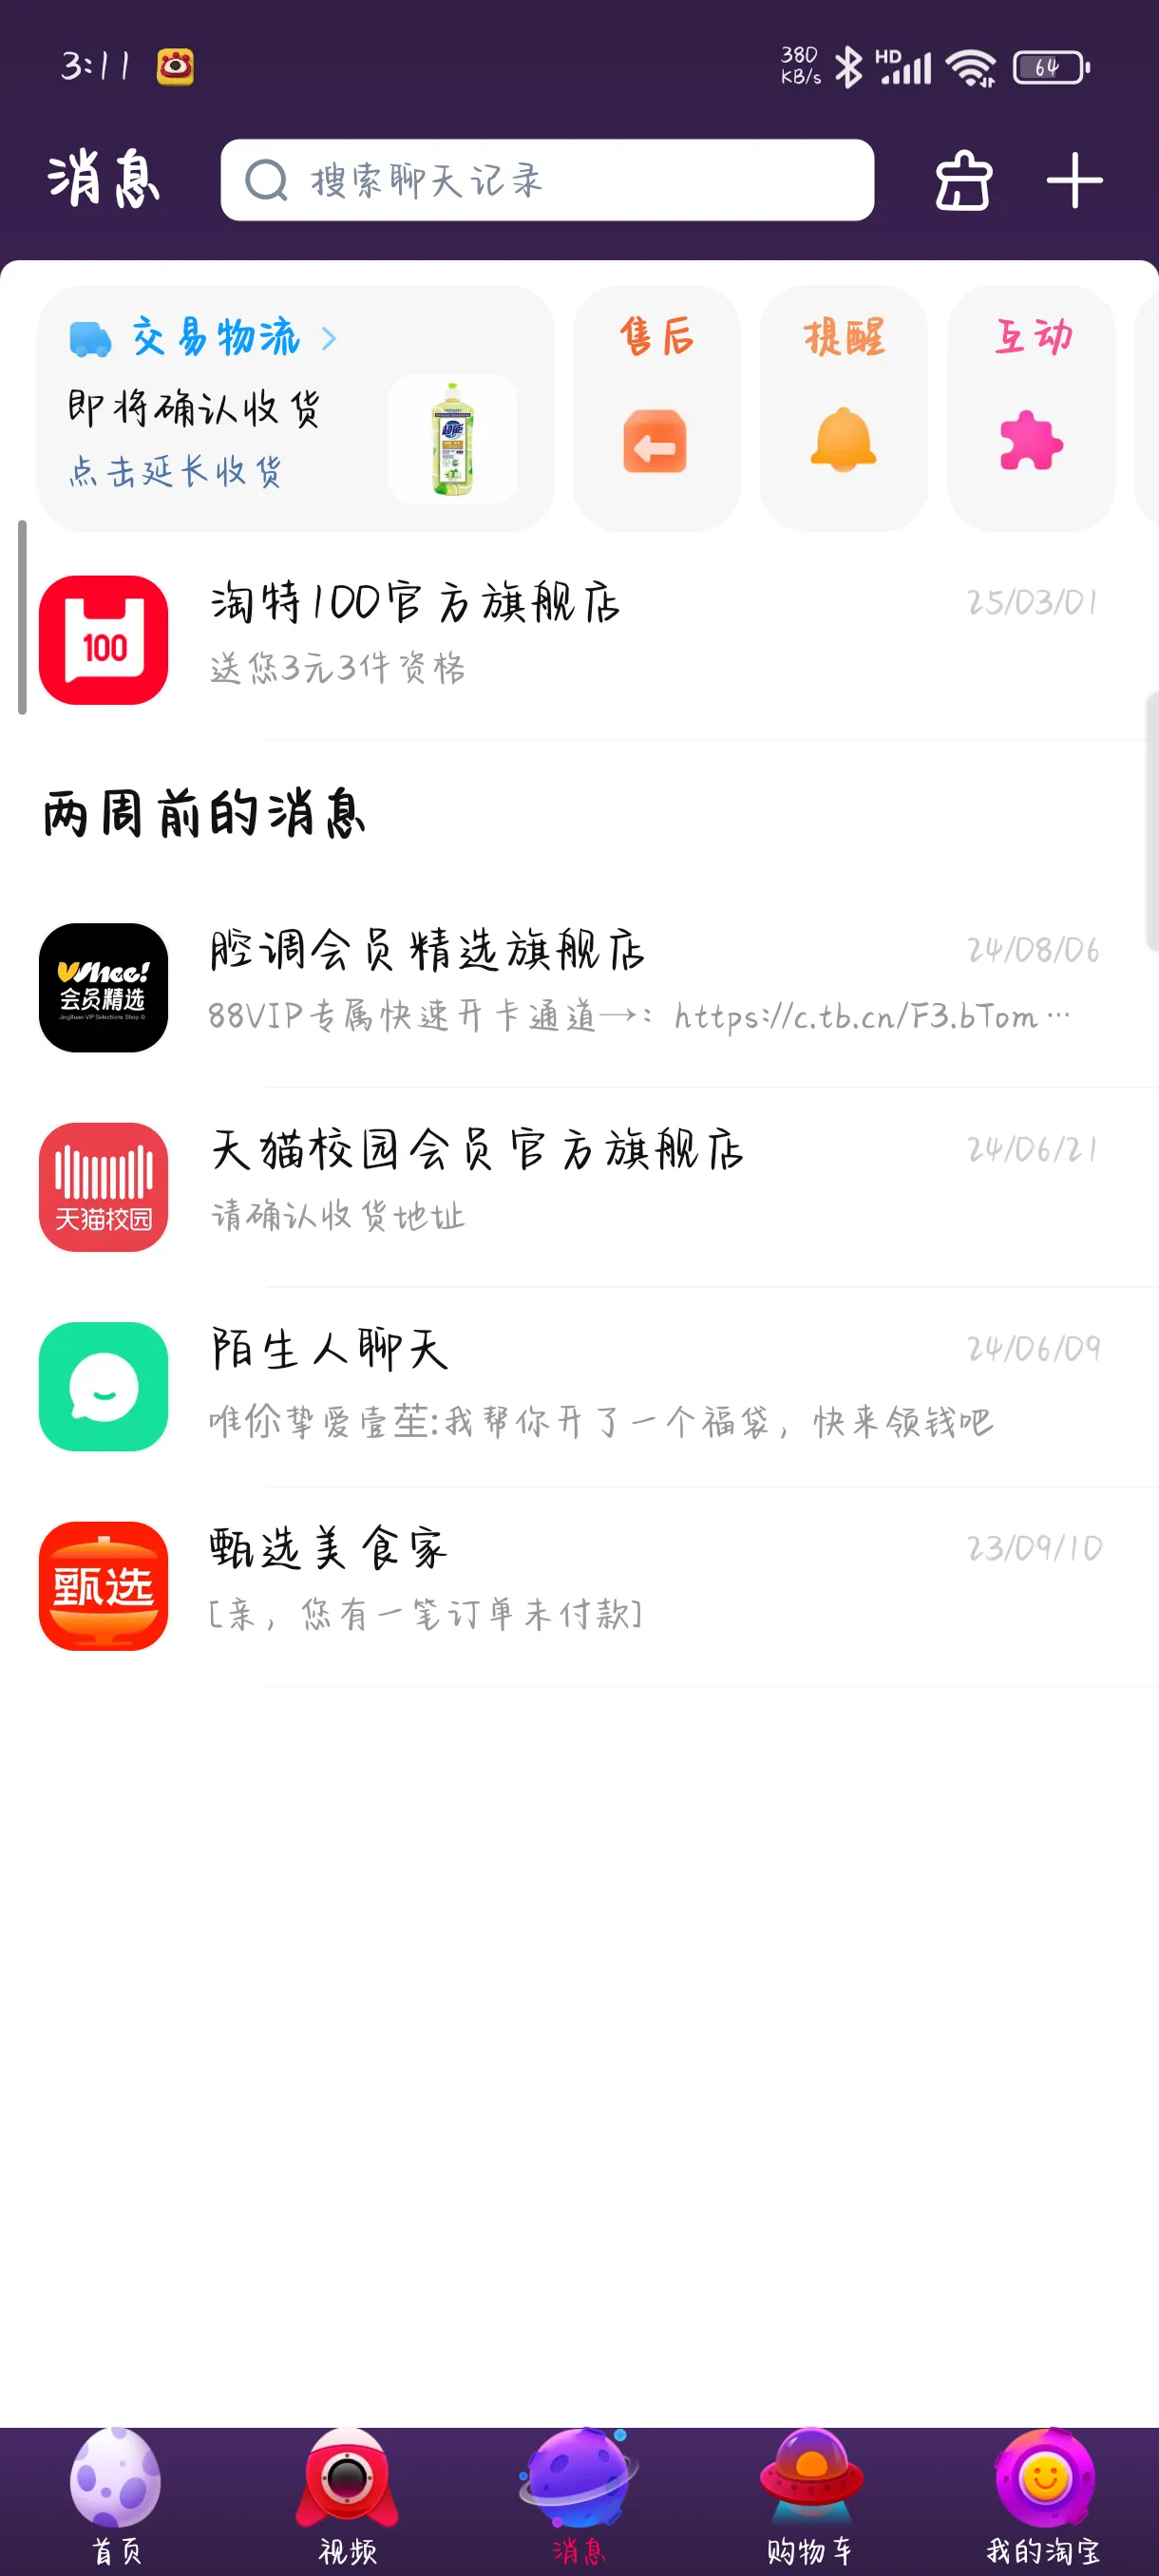 3:11
380 KB/s
HD
64
消息
搜索聊天记录
交易物流
即将确认收货
点击延长收货
超能
售后
提醒
互动
100
淘特100官方旗舰店
25/03/01
送您3元3件资格
两周前的消息
会员精选
JingXuan VIP Selections Shop
腔调会员精选旗舰店
24/08/06
88VIP专属快速开卡通道→：https://c.tb.cn/F3.bTom…
天猫校园
天猫校园会员官方旗舰店
24/06/21
请确认收货地址
陌生人聊天
24/06/09
唯伱挚爱壹苼:我帮你开了一个福袋，快来领钱吧
甄选
甄选美食家
23/09/10
[亲，您有一笔订单未付款]
首页
视频
消息
购物车
我的淘宝